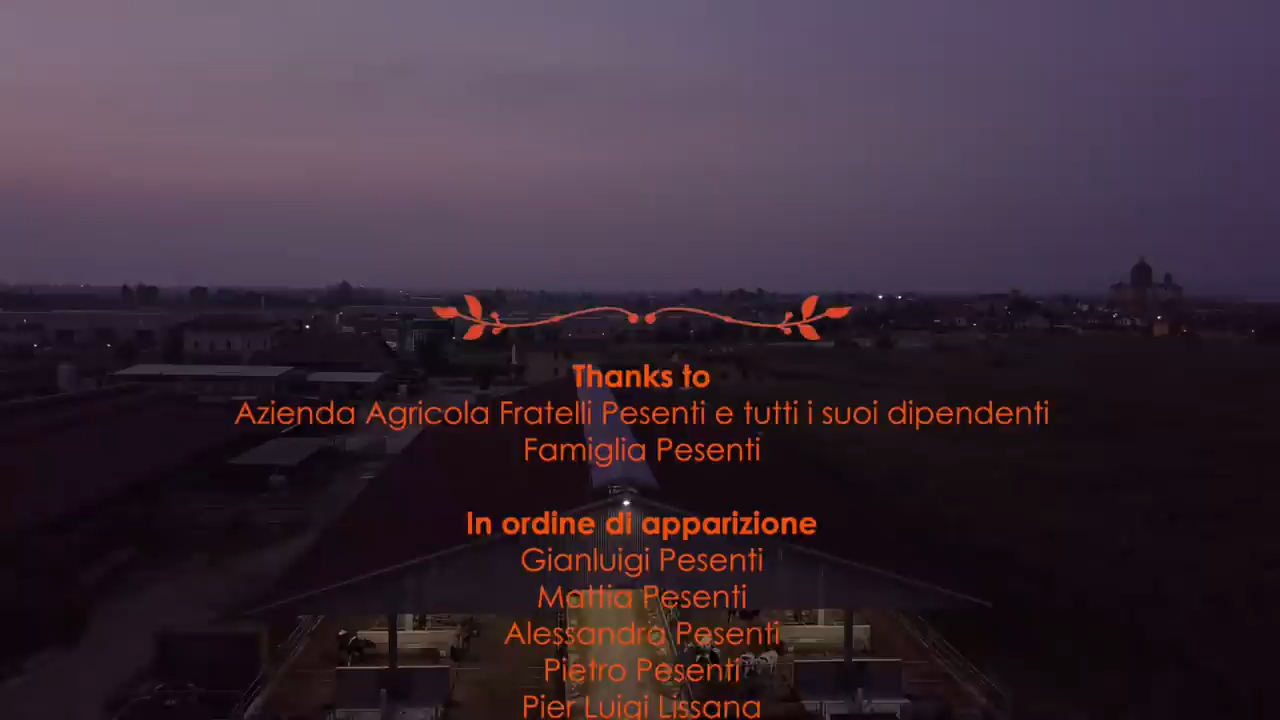 Thanks to
Azienda Agricola Fratelli Pesenti e tutti i suoi dipendenti
Famiglia Pesenti
In ordine di apparizione
Gianluigi Pesenti
Mattia Pesenti
Alessandro Pesenti
Pietro Pesenti
Pier Luigi Lissana